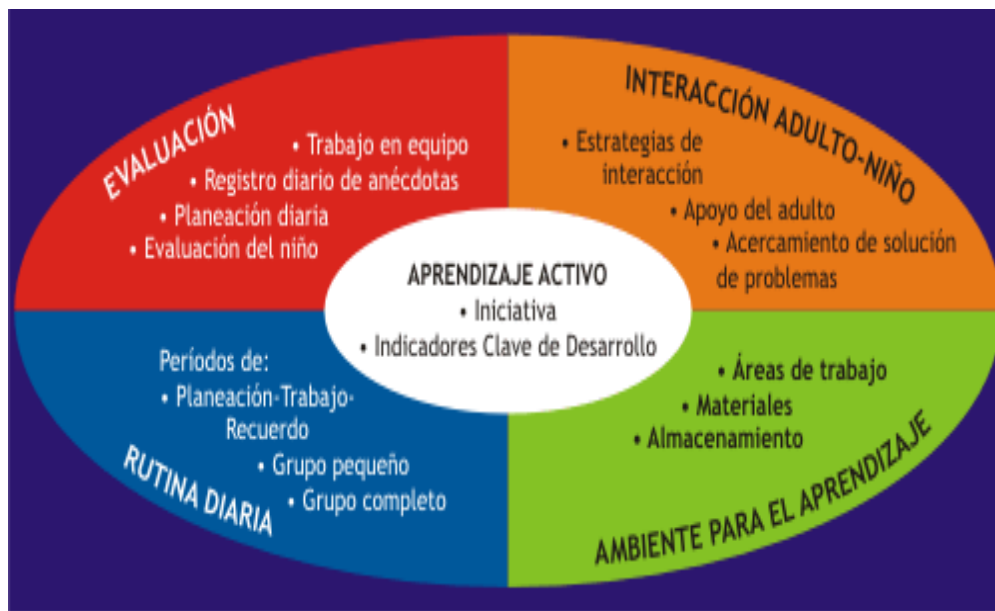 EVALUACIÓN
• Trabajo en equipo
• Registro diario de anécdotas
• Planeación diaria
• Evaluación del niño
INTERACCIÓN ADULTO-NIÑO
• Estrategias de
interacción
• Apoyo del adulto
• Acercamiento de solución
de problemas
APRENDIZAJE ACTIVO
• Iniciativa
• Indicadores Clave de Desarrollo
Períodos de:
• Planeación-Trabajo-
Recuerdo
• Grupo pequeño
• Grupo completo
RUTINA DIARIA
• Áreas de trabajo
• Materiales
• Almacenamiento
AMBIENTE PARA EL APRENDIZAJE